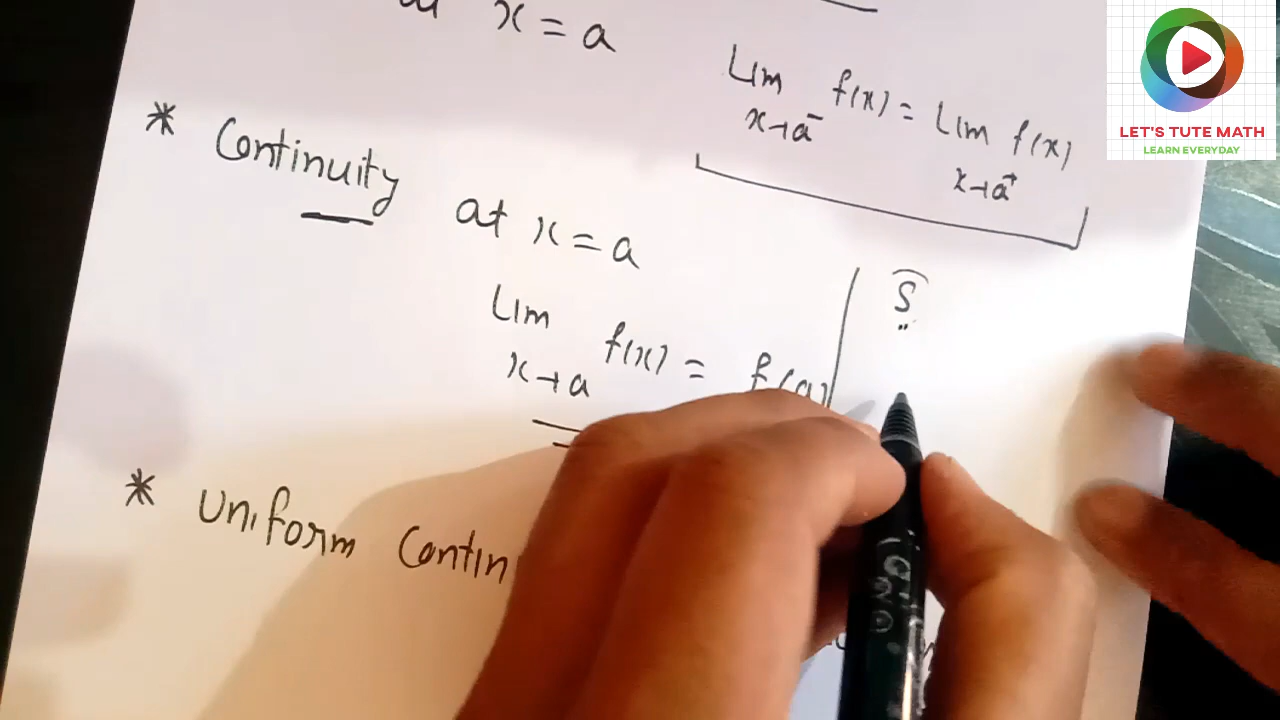 x = a
Lim f(x) = Lim f(x)
x→a⁻ x→a⁺
* Continuity at x = a
Lim f(x) = f(a)
x→a
S
* Uniform Contin
LET'S TUTE MATH
LEARN EVERYDAY